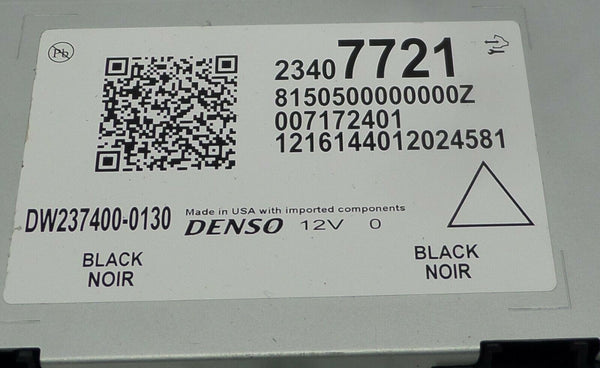 Pb
23407721
8150500000000Z
007172401
1216144012024581
DW237400-0130
Made in USA with imported components
DENSO 12V 0
BLACK
NOIR
BLACK
NOIR